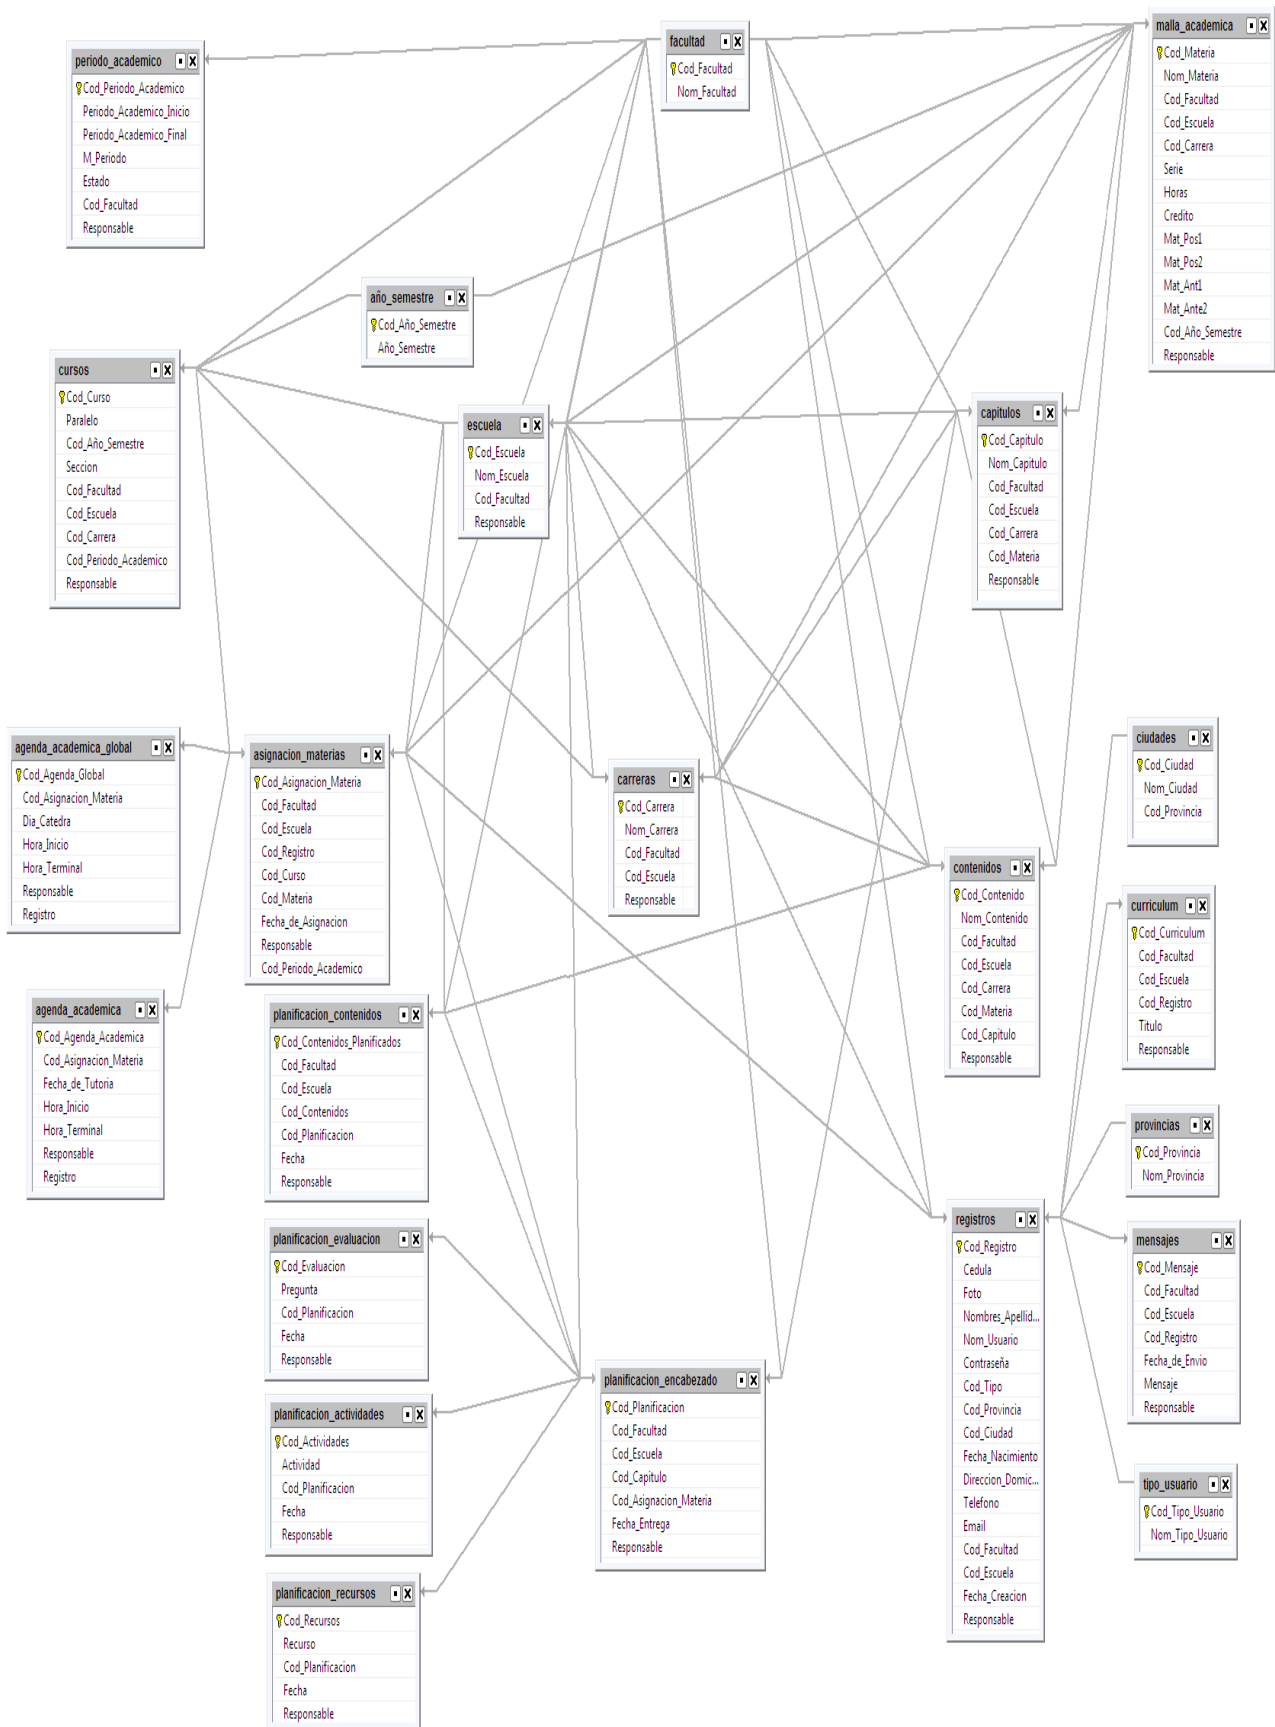 facultad
Cod_Facultad
Nom_Facultad
malla_academica
Cod_Materia
Nom_Materia
Cod_Facultad
Cod_Escuela
Cod_Carrera
Serie
Horas
Credito
Mat_Pos1
Mat_Pos2
Mat_Ant1
Mat_Ante2
Cod_Año_Semestre
Responsable
periodo_academico
Cod_Periodo_Academico
Periodo_Academico_Inicio
Periodo_Academico_Final
M_Periodo
Estado
Cod_Facultad
Responsable
año_semestre
Cod_Año_Semestre
Año_Semestre
cursos
Cod_Curso
Paralelo
Cod_Año_Semestre
Seccion
Cod_Facultad
Cod_Escuela
Cod_Carrera
Cod_Periodo_Academico
Responsable
escuela
Cod_Escuela
Nom_Escuela
Cod_Facultad
Responsable
capitulos
Cod_Capitulo
Nom_Capitulo
Cod_Facultad
Cod_Escuela
Cod_Carrera
Cod_Materia
Responsable
agenda_academica_global
Cod_Agenda_Global
Cod_Asignacion_Materia
Dia_Catedra
Hora_Inicio
Hora_Terminal
Responsable
Registro
asignacion_materias
Cod_Asignacion_Materia
Cod_Facultad
Cod_Escuela
Cod_Registro
Cod_Curso
Cod_Materia
Fecha_de_Asignacion
Responsable
Cod_Periodo_Academico
carreras
Cod_Carrera
Nom_Carrera
Cod_Facultad
Cod_Escuela
Responsable
ciudades
Cod_Ciudad
Nom_Ciudad
Cod_Provincia
contenidos
Cod_Contenido
Nom_Contenido
Cod_Facultad
Cod_Escuela
Cod_Carrera
Cod_Materia
Cod_Capitulo
Responsable
curriculum
Cod_Curriculum
Cod_Facultad
Cod_Escuela
Cod_Registro
Titulo
Responsable
agenda_academica
Cod_Agenda_Academica
Cod_Asignacion_Materia
Fecha_de_Tutoria
Hora_Inicio
Hora_Terminal
Responsable
Registro
planificacion_contenidos
Cod_Contenidos_Planificados
Cod_Facultad
Cod_Escuela
Cod_Contenidos
Cod_Planificacion
Fecha
Responsable
provincias
Cod_Provincia
Nom_Provincia
registros
Cod_Registro
Cedula
Foto
Nombres_Apellid...
Nom_Usuario
Contraseña
Cod_Tipo
Cod_Provincia
Cod_Ciudad
Fecha_Nacimiento
Direccion_Domic...
Telefono
Email
Cod_Facultad
Cod_Escuela
Fecha_Creacion
Responsable
mensajes
Cod_Mensaje
Cod_Facultad
Cod_Escuela
Cod_Registro
Fecha_de_Envio
Mensaje
Responsable
planificacion_evaluacion
Cod_Evaluacion
Pregunta
Cod_Planificacion
Fecha
Responsable
planificacion_encabezado
Cod_Planificacion
Cod_Facultad
Cod_Escuela
Cod_Capitulo
Cod_Asignacion_Materia
Fecha_Entrega
Responsable
planificacion_actividades
Cod_Actividades
Actividad
Cod_Planificacion
Fecha
Responsable
tipo_usuario
Cod_Tipo_Usuario
Nom_Tipo_Usuario
planificacion_recursos
Cod_Recursos
Recurso
Cod_Planificacion
Fecha
Responsable